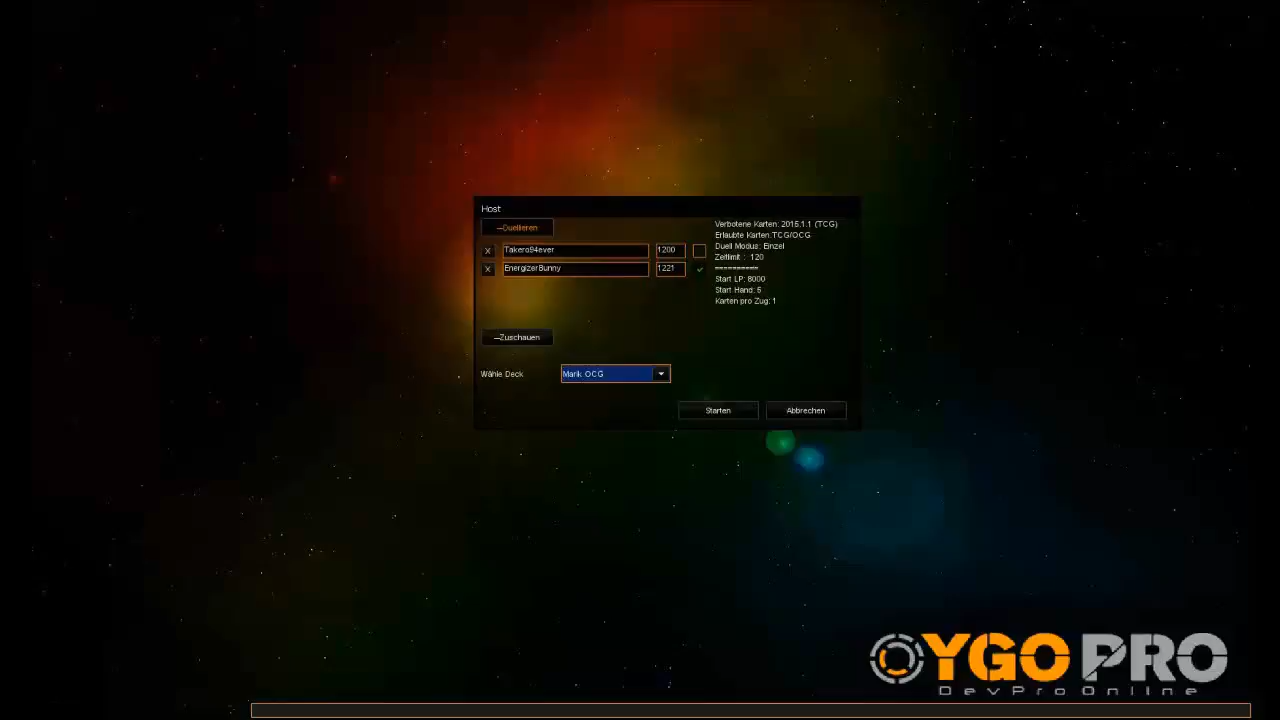 Host
--Duellieren
X Takero94ever 1200
X EnergizerBunny 1221
Verbotene Karten: 2015.1.1 (TCG)
Erlaubte Karten:TCG/OCG
Duell Modus: Einzel
Zeitlimit : 120
==========
Start LP: 8000
Start Hand: 5
Karten pro Zug: 1
--Zuschauen
Wähle Deck Marik OCG
Starten Abbrechen
YGOPRO
DevProOnline